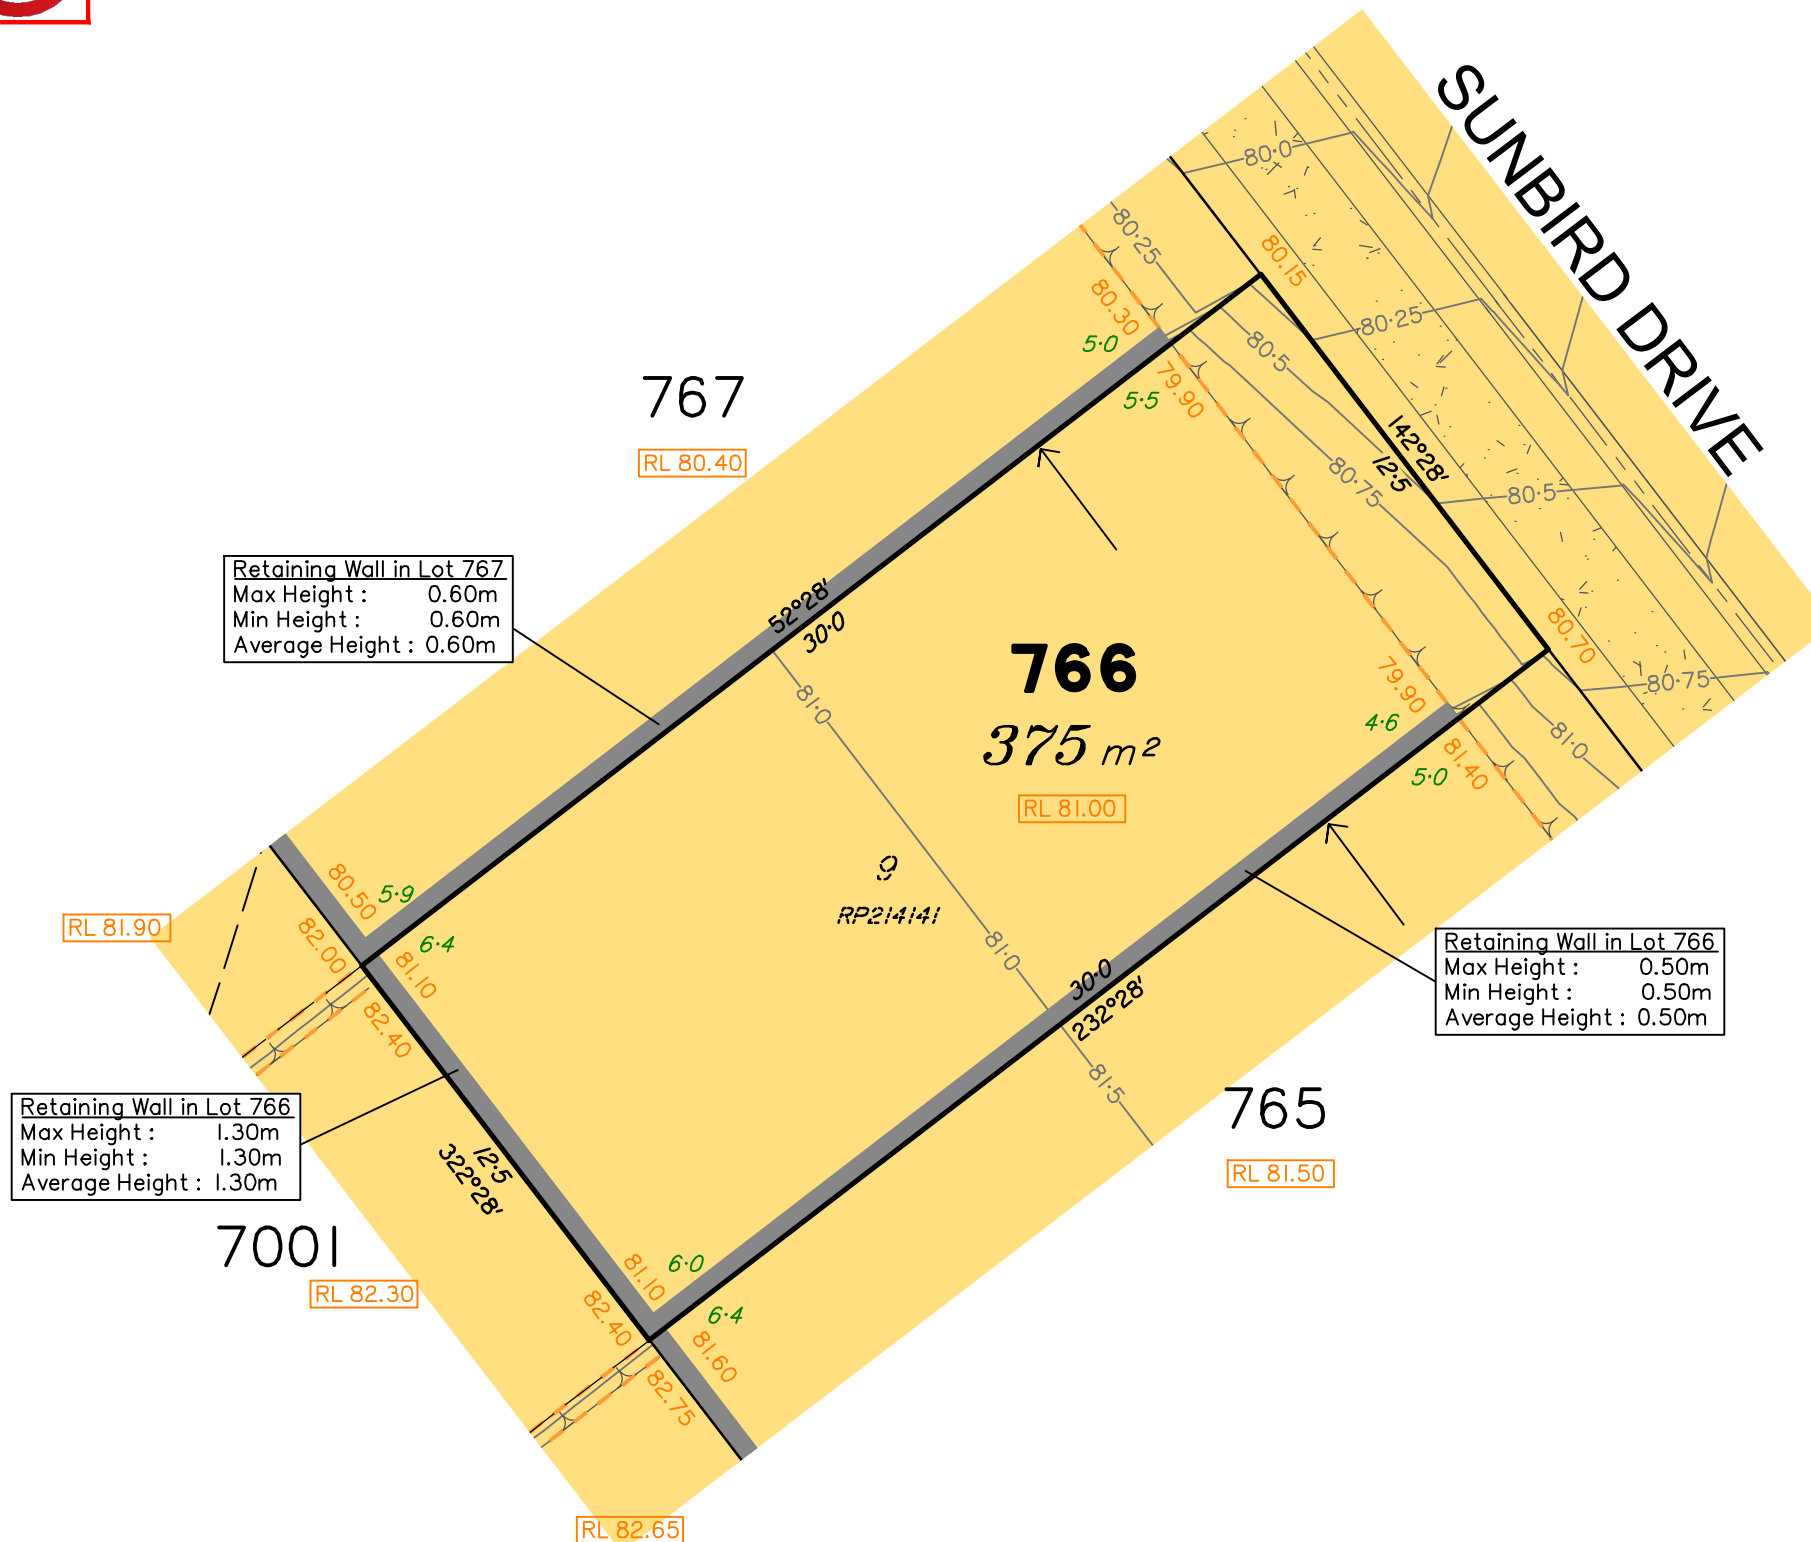 SUNBIRD DRIVE
80·0
80·25
80.15
80.30
80·25
80·5
5·0
79.90
5·5
767
RL 80.40
142°28'
12·5
80·75
80·5
Retaining Wall in Lot 767
Max Height : 0.60m
Min Height : 0.60m
Average Height : 0.60m
52°28'
30·0
80.70
766
375 m²
RL 81.00
79.90
80·75
4·6
81·0
81·0
81.40
5·0
9
RP214141
80.50
5·9
RL 81.90
82.00
6·4
81.10
82.40
81·0
30·0
232°28'
Retaining Wall in Lot 766
Max Height : 0.50m
Min Height : 0.50m
Average Height : 0.50m
81·5
765
RL 81.50
Retaining Wall in Lot 766
Max Height : 1.30m
Min Height : 1.30m
Average Height : 1.30m
12·5
322°28'
7001
RL 82.30
81.10
6·0
82.40
6·4
81.60
82.75
RL 82.65